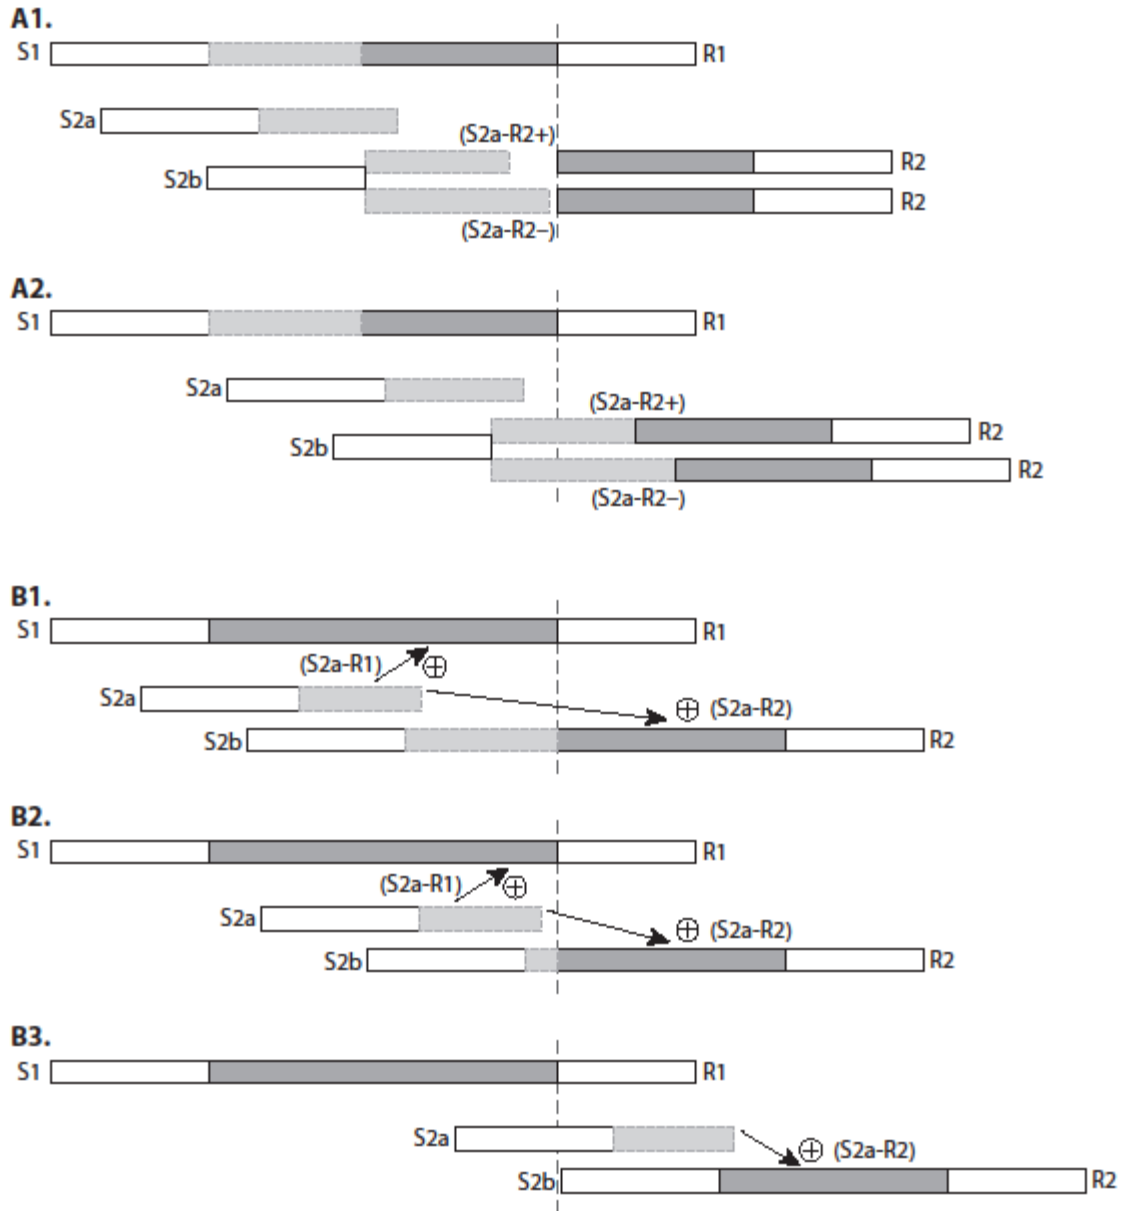 A1.
S1 R1
S2a
(S2a-R2+)
S2b R2
R2
(S2a-R2−)
A2.
S1 R1
S2a
(S2a-R2+)
S2b R2
R2
(S2a-R2−)
B1.
S1 R1
(S2a-R1)
S2a
(S2a-R2)
S2b R2
B2.
S1 R1
(S2a-R1)
S2a
(S2a-R2)
S2b R2
B3.
S1 R1
S2a
(S2a-R2)
S2b R2